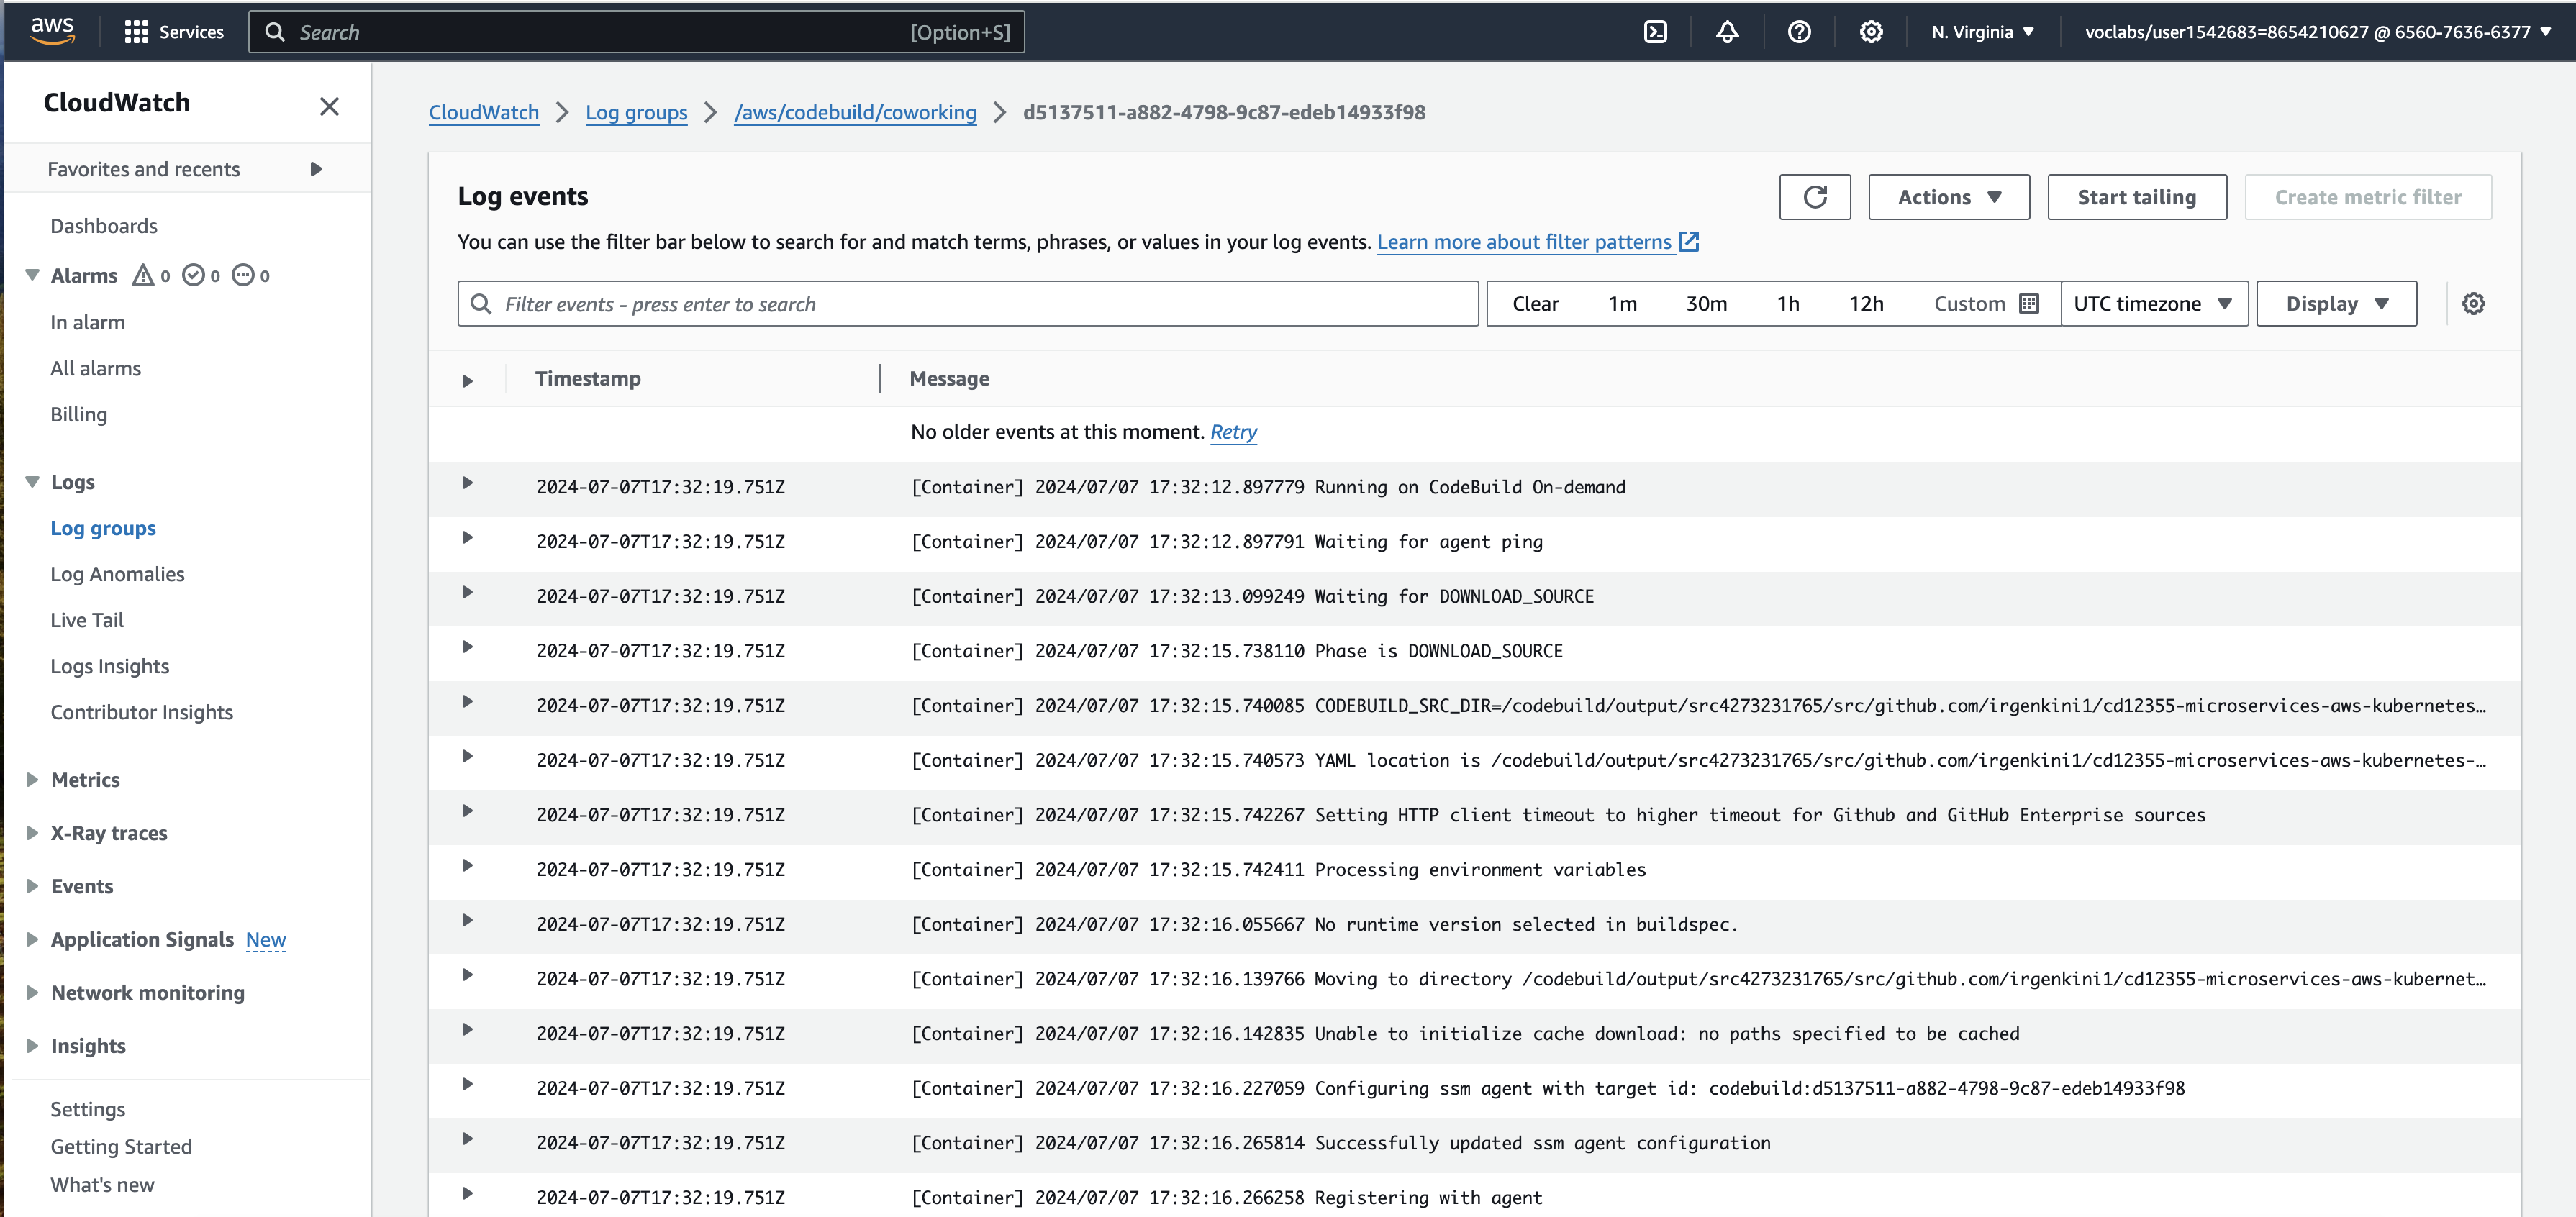 aws
Services
Search
[Option+S]
N. Virginia
voclabs/user1542683=8654210627 @ 6560-7636-6377
CloudWatch
Favorites and recents
Dashboards
Alarms 0 0 0
In alarm
All alarms
Billing
Logs
Log groups
Log Anomalies
Live Tail
Logs Insights
Contributor Insights
Metrics
X-Ray traces
Events
Application Signals New
Network monitoring
Insights
Settings
Getting Started
What's new
CloudWatch > Log groups > /aws/codebuild/coworking > d5137511-a882-4798-9c87-edeb14933f98
Log events
Actions
Start tailing
Create metric filter
You can use the filter bar below to search for and match terms, phrases, or values in your log events. Learn more about filter patterns
Filter events - press enter to search
Clear 1m 30m 1h 12h Custom UTC timezone Display
Timestamp Message
No older events at this moment. Retry
2024-07-07T17:32:19.751Z [Container] 2024/07/07 17:32:12.897779 Running on CodeBuild On-demand
2024-07-07T17:32:19.751Z [Container] 2024/07/07 17:32:12.897791 Waiting for agent ping
2024-07-07T17:32:19.751Z [Container] 2024/07/07 17:32:13.099249 Waiting for DOWNLOAD_SOURCE
2024-07-07T17:32:19.751Z [Container] 2024/07/07 17:32:15.738110 Phase is DOWNLOAD_SOURCE
2024-07-07T17:32:19.751Z [Container] 2024/07/07 17:32:15.740085 CODEBUILD_SRC_DIR=/codebuild/output/src4273231765/src/github.com/irgenkini1/cd12355-microservices-aws-kubernetes…
2024-07-07T17:32:19.751Z [Container] 2024/07/07 17:32:15.740573 YAML location is /codebuild/output/src4273231765/src/github.com/irgenkini1/cd12355-microservices-aws-kubernetes-…
2024-07-07T17:32:19.751Z [Container] 2024/07/07 17:32:15.742267 Setting HTTP client timeout to higher timeout for Github and GitHub Enterprise sources
2024-07-07T17:32:19.751Z [Container] 2024/07/07 17:32:15.742411 Processing environment variables
2024-07-07T17:32:19.751Z [Container] 2024/07/07 17:32:16.055667 No runtime version selected in buildspec.
2024-07-07T17:32:19.751Z [Container] 2024/07/07 17:32:16.139766 Moving to directory /codebuild/output/src4273231765/src/github.com/irgenkini1/cd12355-microservices-aws-kubernet…
2024-07-07T17:32:19.751Z [Container] 2024/07/07 17:32:16.142835 Unable to initialize cache download: no paths specified to be cached
2024-07-07T17:32:19.751Z [Container] 2024/07/07 17:32:16.227059 Configuring ssm agent with target id: codebuild:d5137511-a882-4798-9c87-edeb14933f98
2024-07-07T17:32:19.751Z [Container] 2024/07/07 17:32:16.265814 Successfully updated ssm agent configuration
2024-07-07T17:32:19.751Z [Container] 2024/07/07 17:32:16.266258 Registering with agent